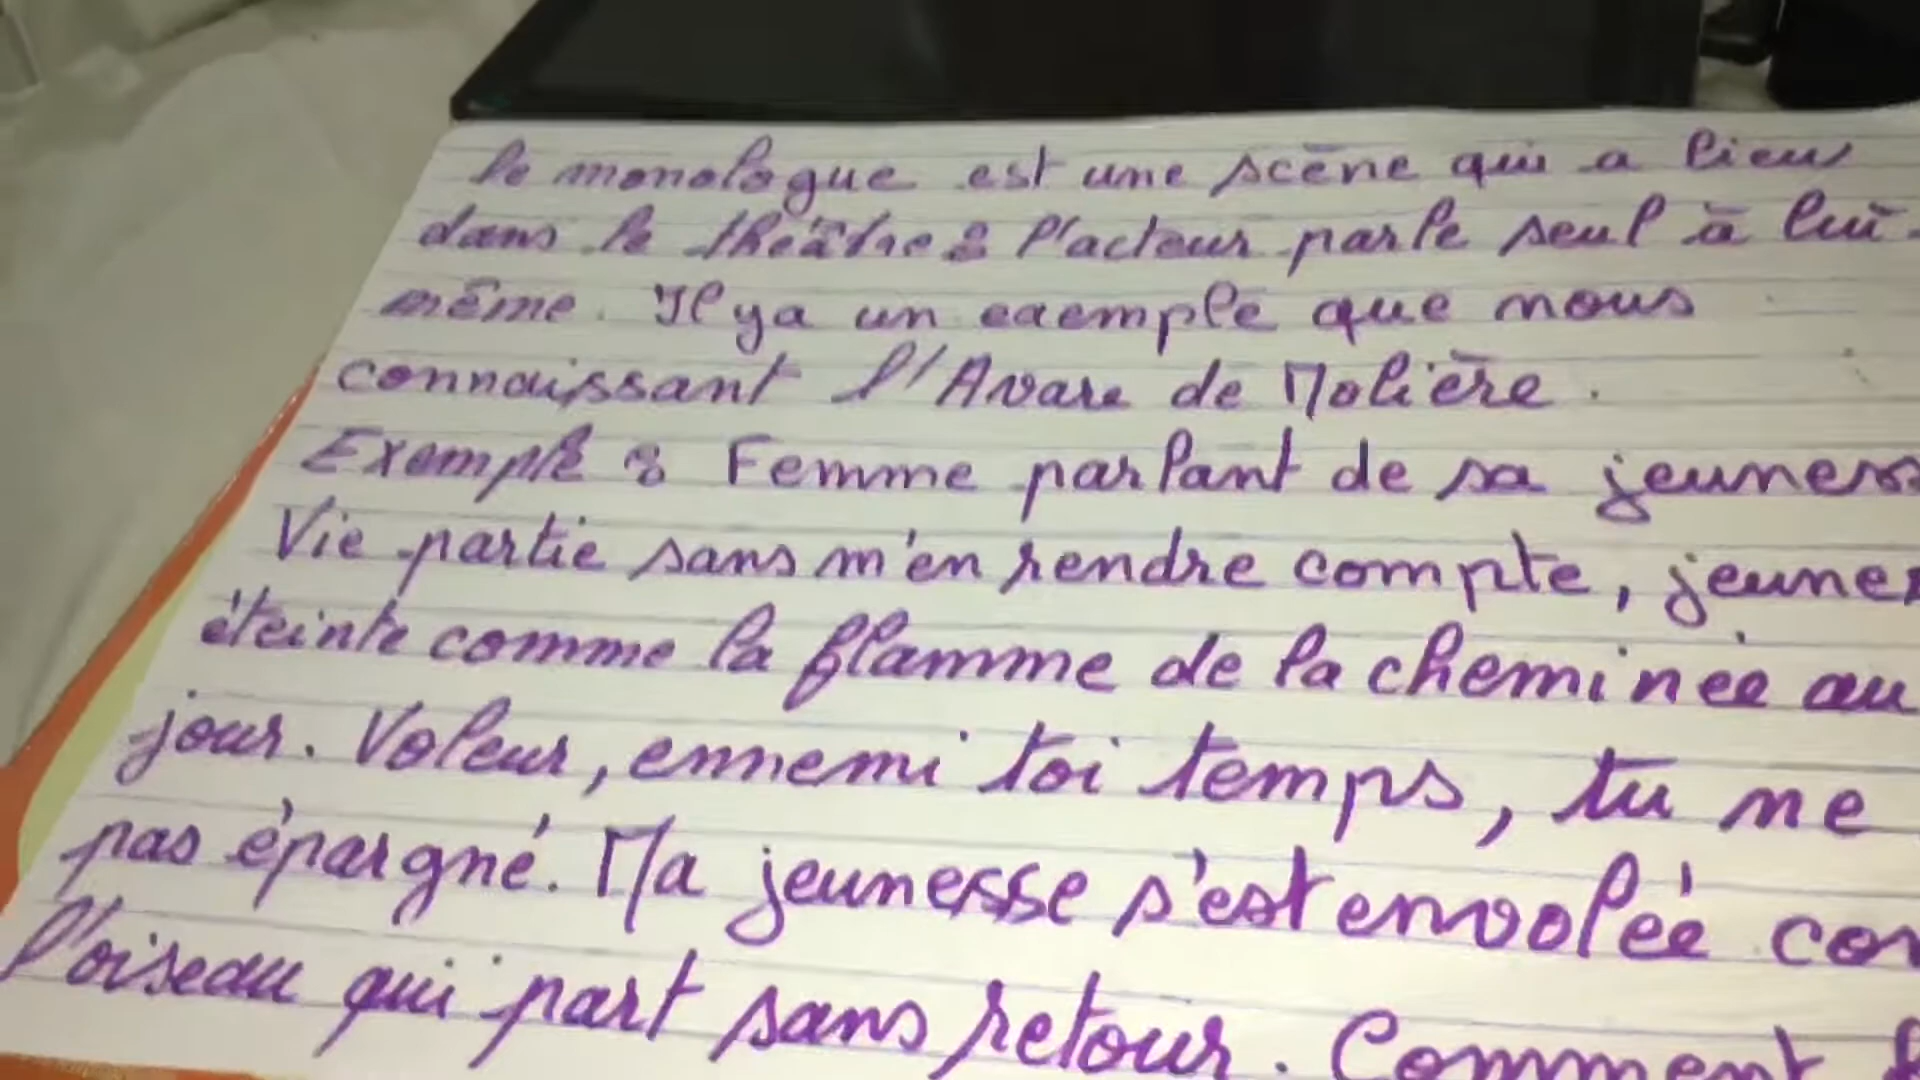 le monologue est une scène qui a lieu
dans le théâtre : l'acteur parle seul à lui-
même. Il y a un exemple que nous
connaissant l'Avare de Molière.
Exemple : Femme parlant de sa jeuness
Vie partie sans m'en rendre compte, jeunes
éteinte comme la flamme de la cheminée au
jour. Voleur, ennemi toi temps, tu me
pas épargné. Ma jeunesse s'est envolée com
l'oiseau qui part sans retour. Comment